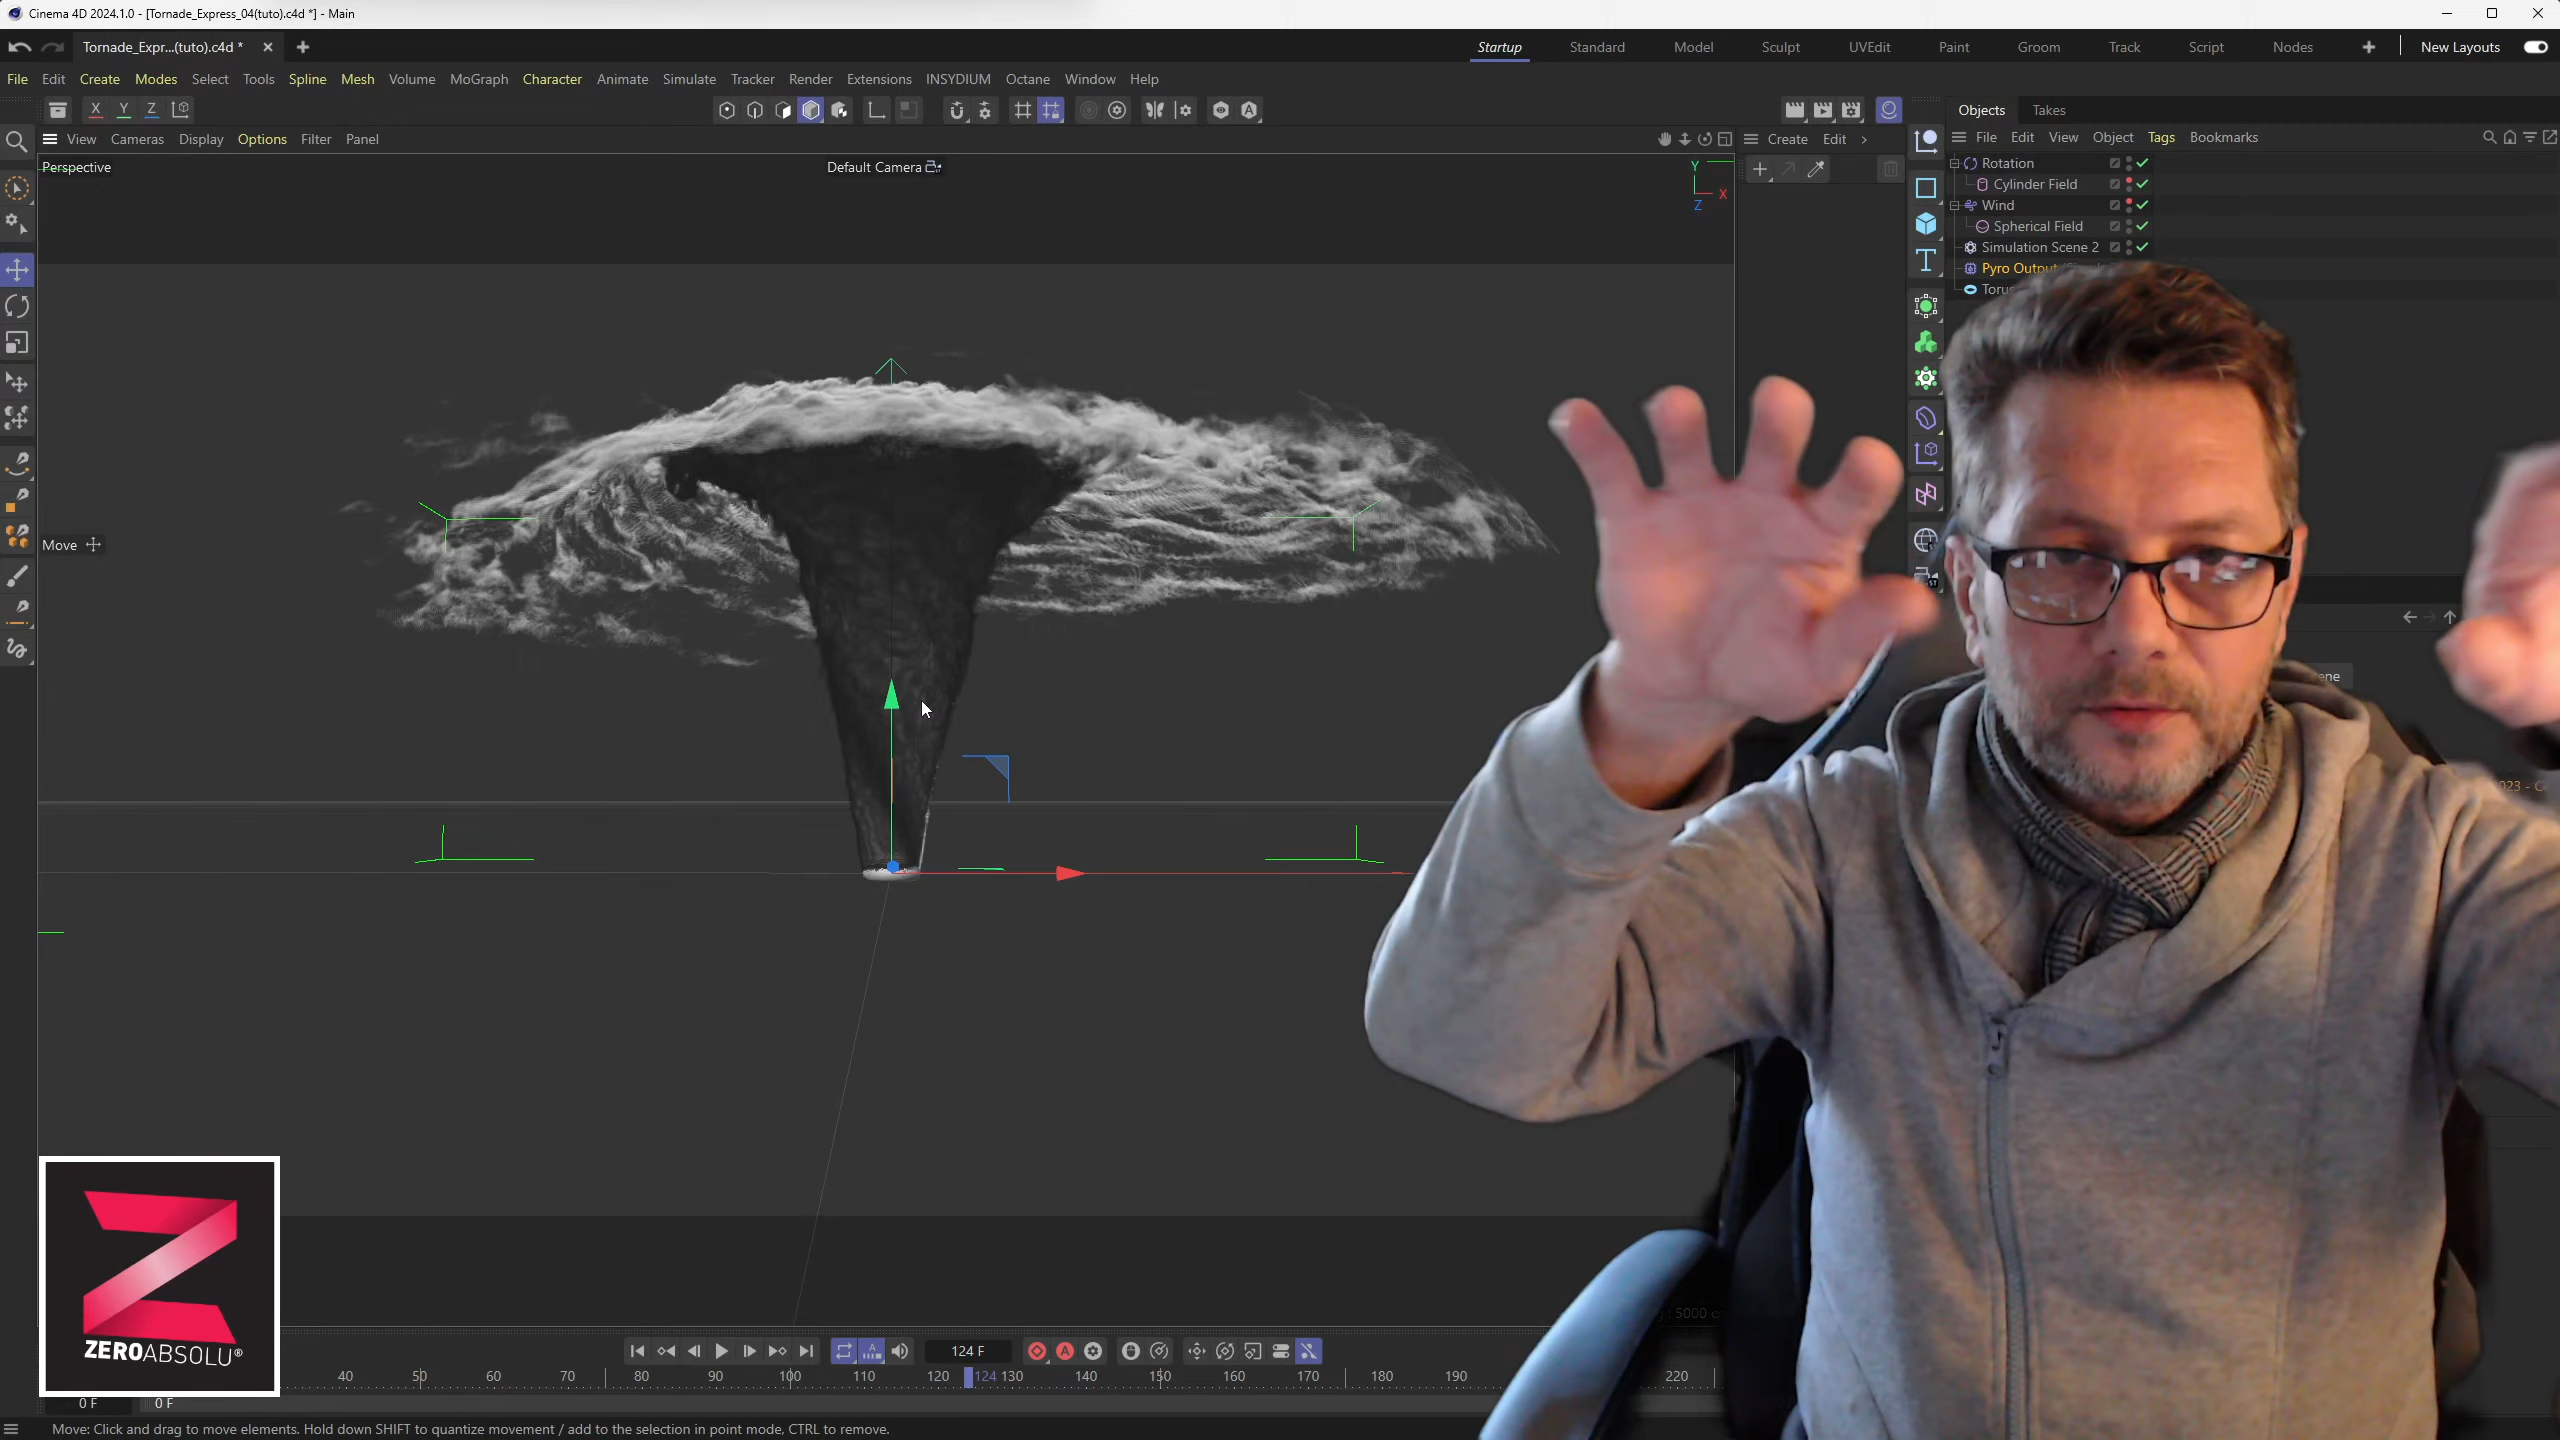 Cinema 4D 2024.1.0 - [Tornade_Express_04(tuto).c4d *] - Main
Tornade_Expr...(tuto).c4d *
Startup Standard Model Sculpt UVEdit Paint Groom Track Script Nodes New Layouts
File Edit Create Modes Select Tools Spline Mesh Volume MoGraph Character Animate Simulate Tracker Render Extensions INSYDIUM Octane Window Help
X Y Z
Objects Takes
View Cameras Display Options Filter Panel
Create Edit
File Edit View Object Tags Bookmarks
Perspective
Default Camera
Y
X
Z
Rotation
Cylinder Field
Wind
Spherical Field
Simulation Scene 2
Pyro Output
Torus
Move
ZEROABSOLU®
5000
124 F
40 50 60 70 80 90 100 110 120 124 130 140 150 160 170 180 190 220
0 F 0 F
Move: Click and drag to move elements. Hold down SHIFT to quantize movement / add to the selection in point mode, CTRL to remove.